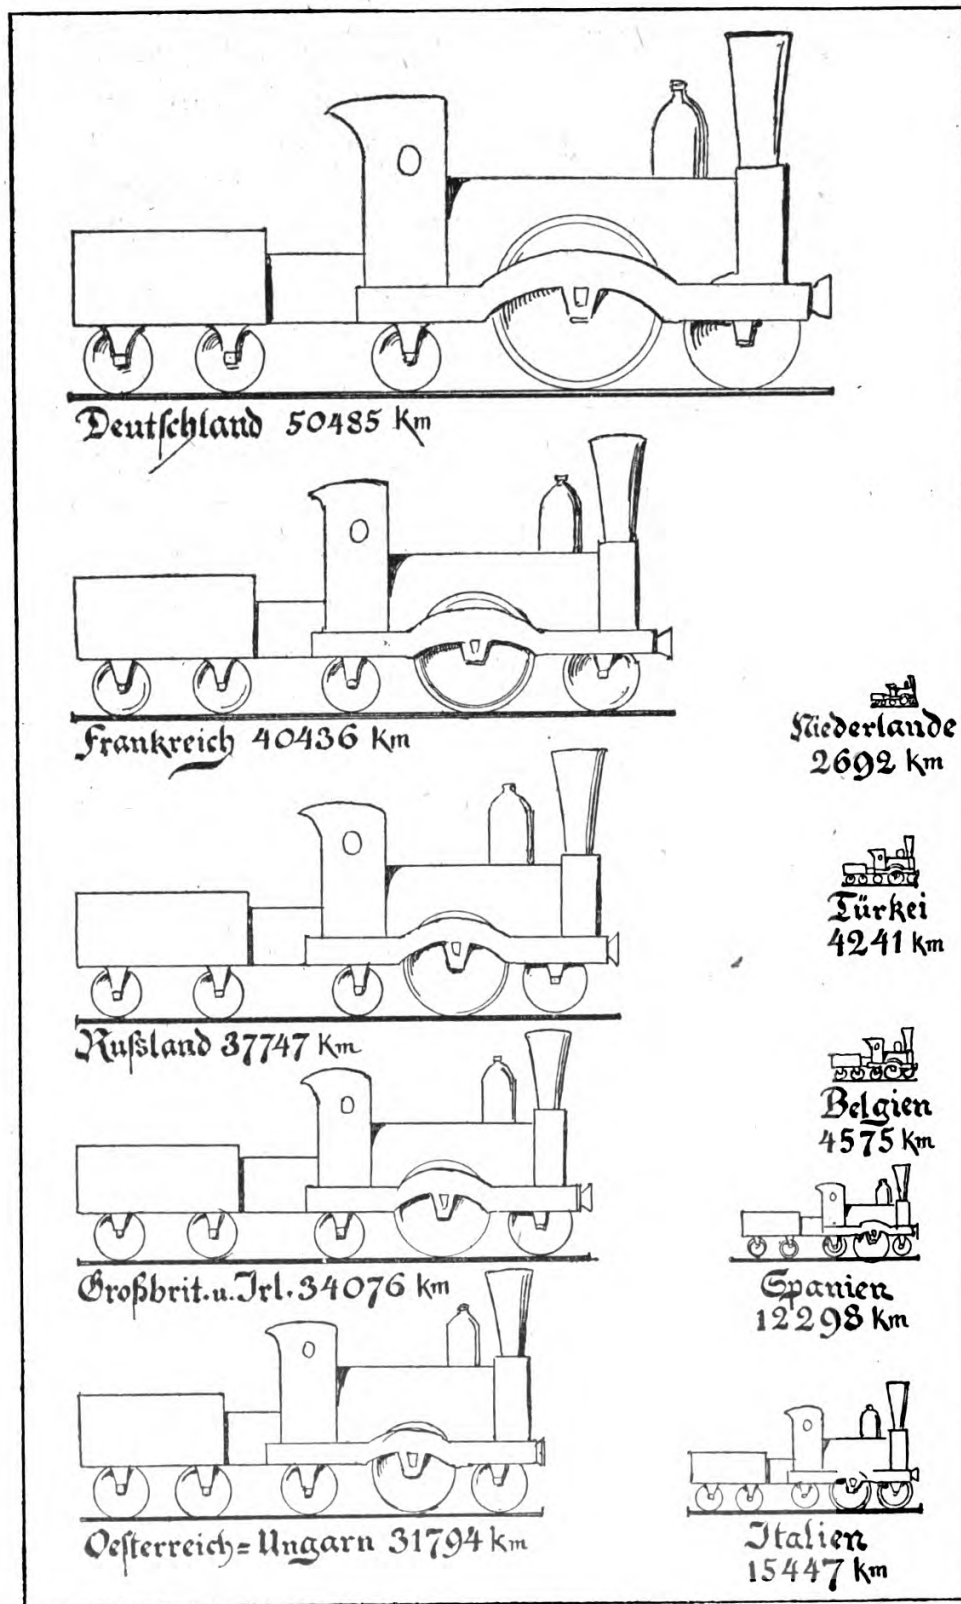 Deutschland 50485 km
Frankreich 40436 km
Rußland 37747 km
Großbrit. u. Irl. 34076 km
Oesterreich=Ungarn 31794 km
Niederlande
2692 km
Türkei
4241 km
Belgien
4575 km
Spanien
12298 km
Italien
15447 km